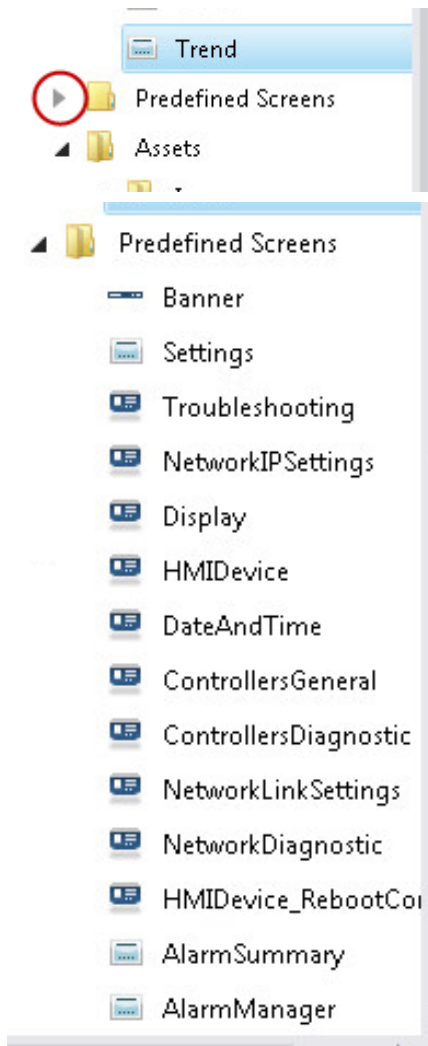 Trend
Predefined Screens
Assets
Predefined Screens
Banner
Settings
Troubleshooting
NetworkIPSettings
Display
HMIDevice
DateAndTime
ControllersGeneral
ControllersDiagnostic
NetworkLinkSettings
NetworkDiagnostic
HMIDevice_RebootCo
AlarmSummary
AlarmManager